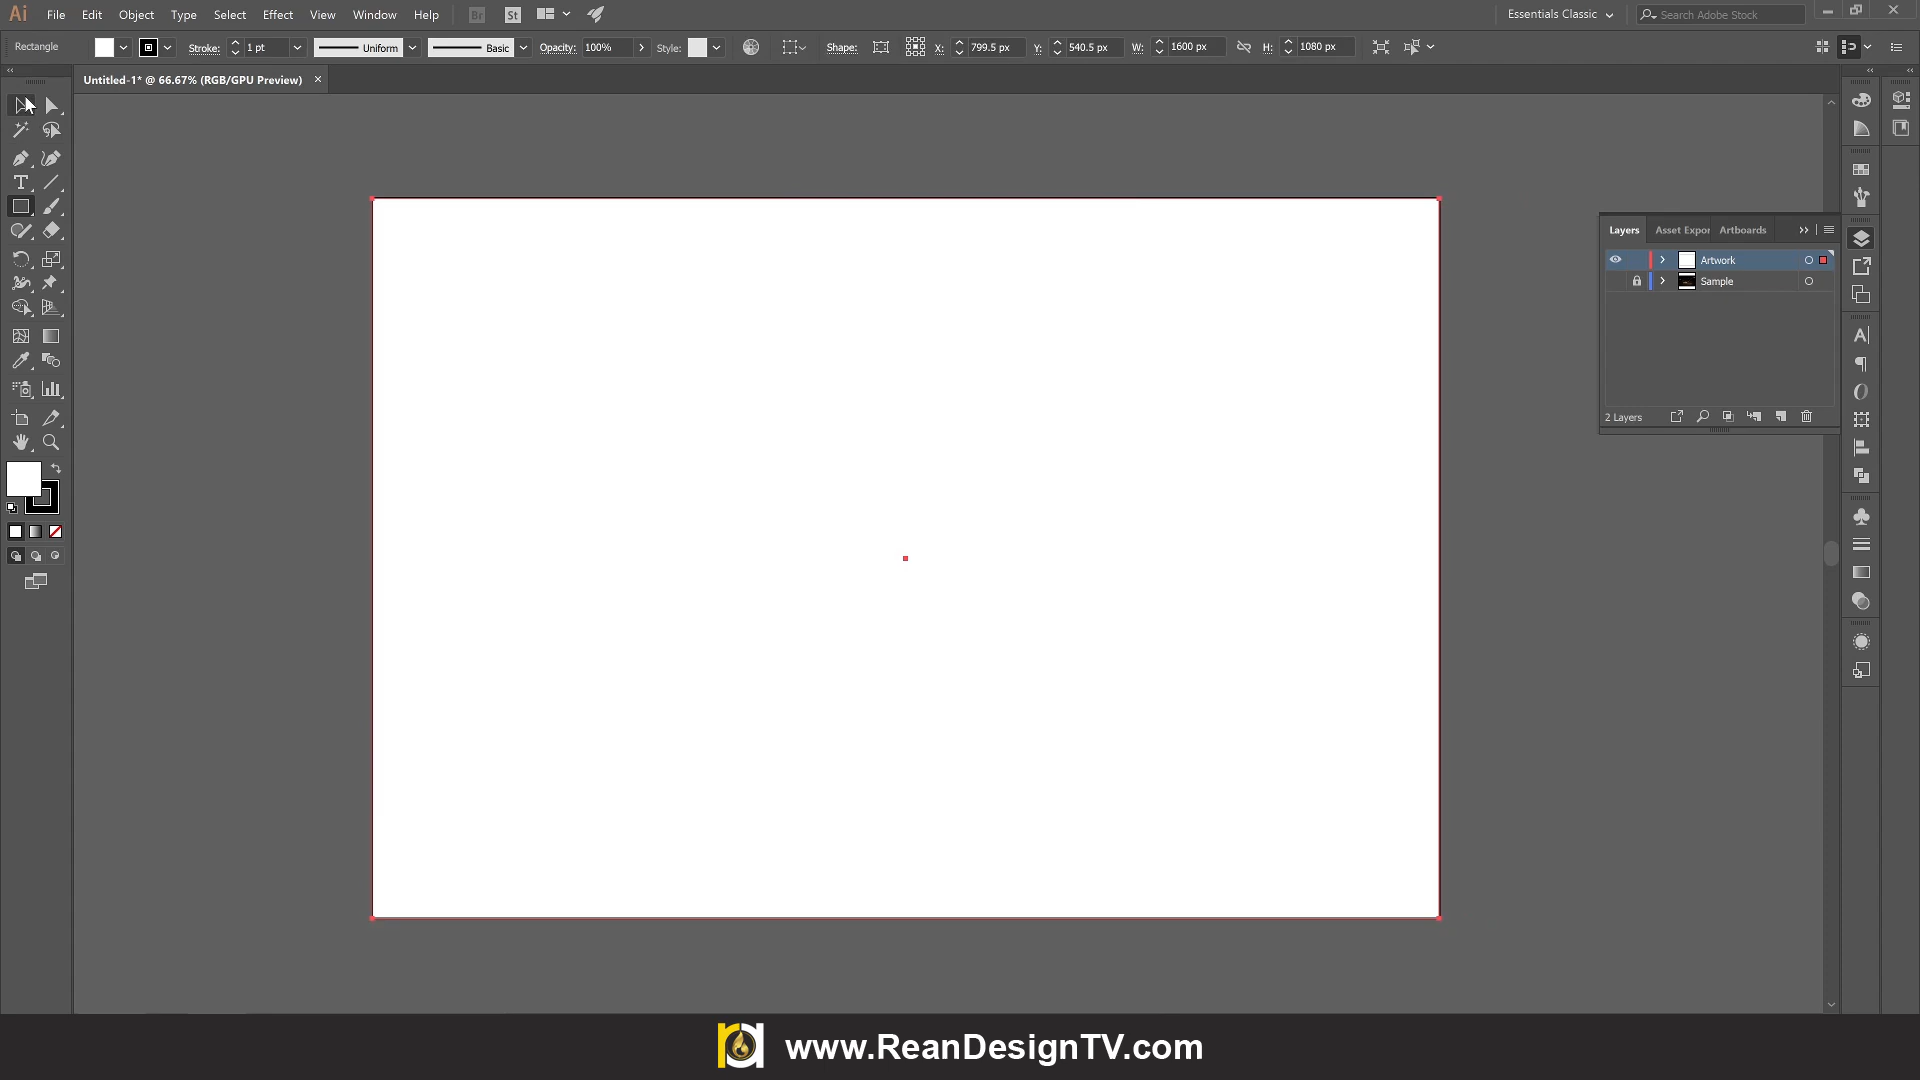 Ai File Edit Object Type Select Effect View Window Help Br St Essentials Classic Search Adobe Stock
Rectangle Stroke: 1 pt Uniform Basic Opacity: 100% Style: Shape: X: 799.5 px Y: 540.5 px W: 1600 px H: 1080 px
Untitled-1* @ 66.67% (RGB/GPU Preview) ×
Layers Asset Expor Artboards
Artwork
Sample
2 Layers
www.ReanDesignTV.com